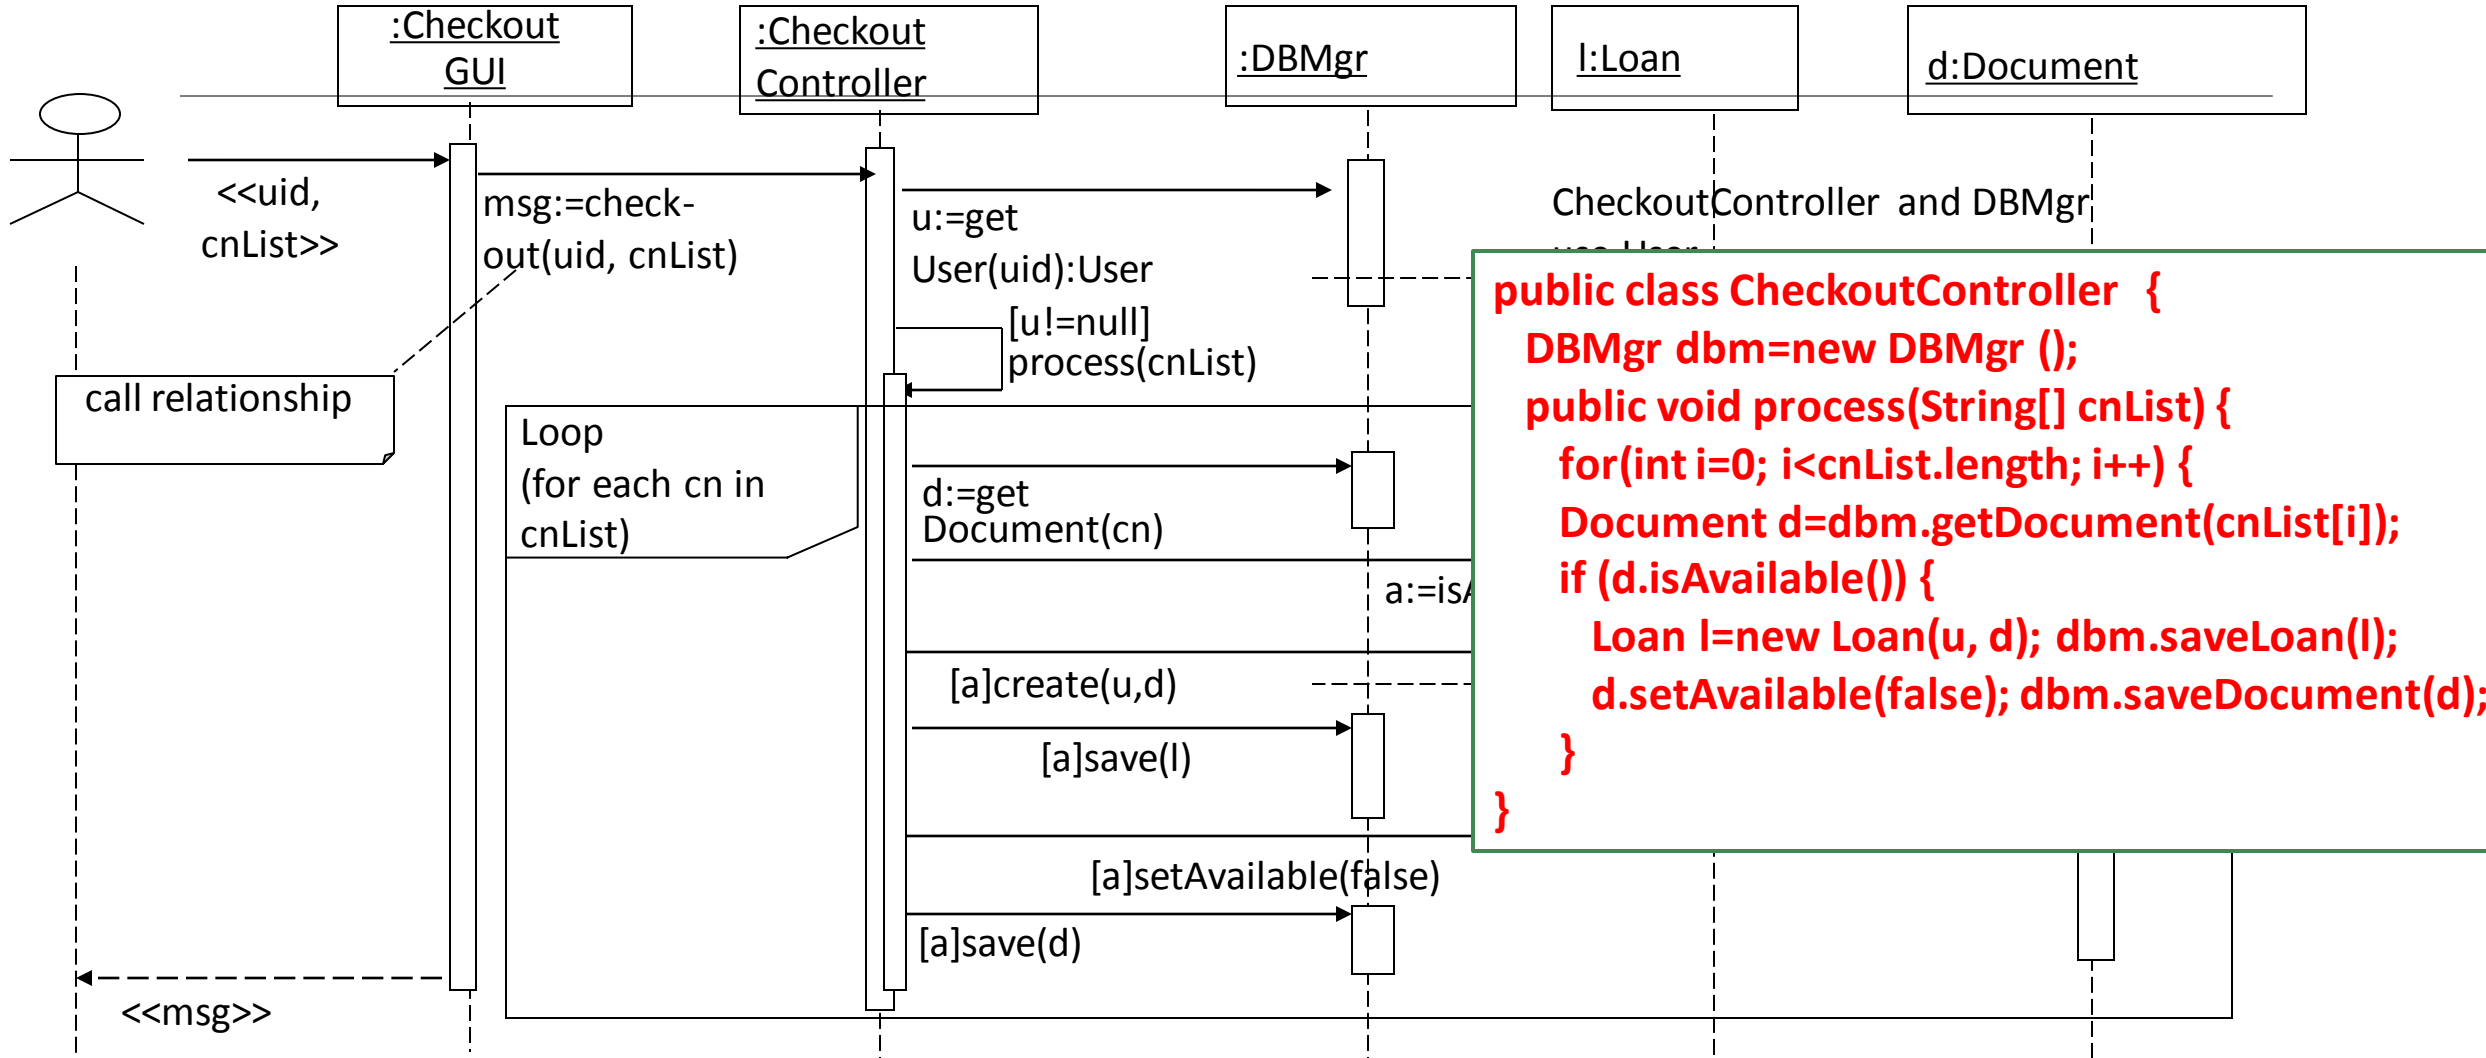 :Checkout
GUI
:Checkout
Controller
:DBMgr
l:Loan
d:Document
<<uid,
cnList>>
msg:=check-
out(uid, cnList)
u:=get
User(uid):User
CheckoutController and DBMgr
use User
[u!=null]
process(cnList)
call relationship
Loop
(for each cn in
cnList)
d:=get
Document(cn)
[a]create(u,d)
[a]save(l)
[a]setAvailable(false)
[a]save(d)
<<msg>>
public class CheckoutController {
DBMgr dbm=new DBMgr ();
public void process(String[] cnList) {
for(int i=0; i<cnList.length; i++) {
Document d=dbm.getDocument(cnList[i]);
if (d.isAvailable()) {
Loan l=new Loan(u, d); dbm.saveLoan(l);
d.setAvailable(false); dbm.saveDocument(d);
}
}